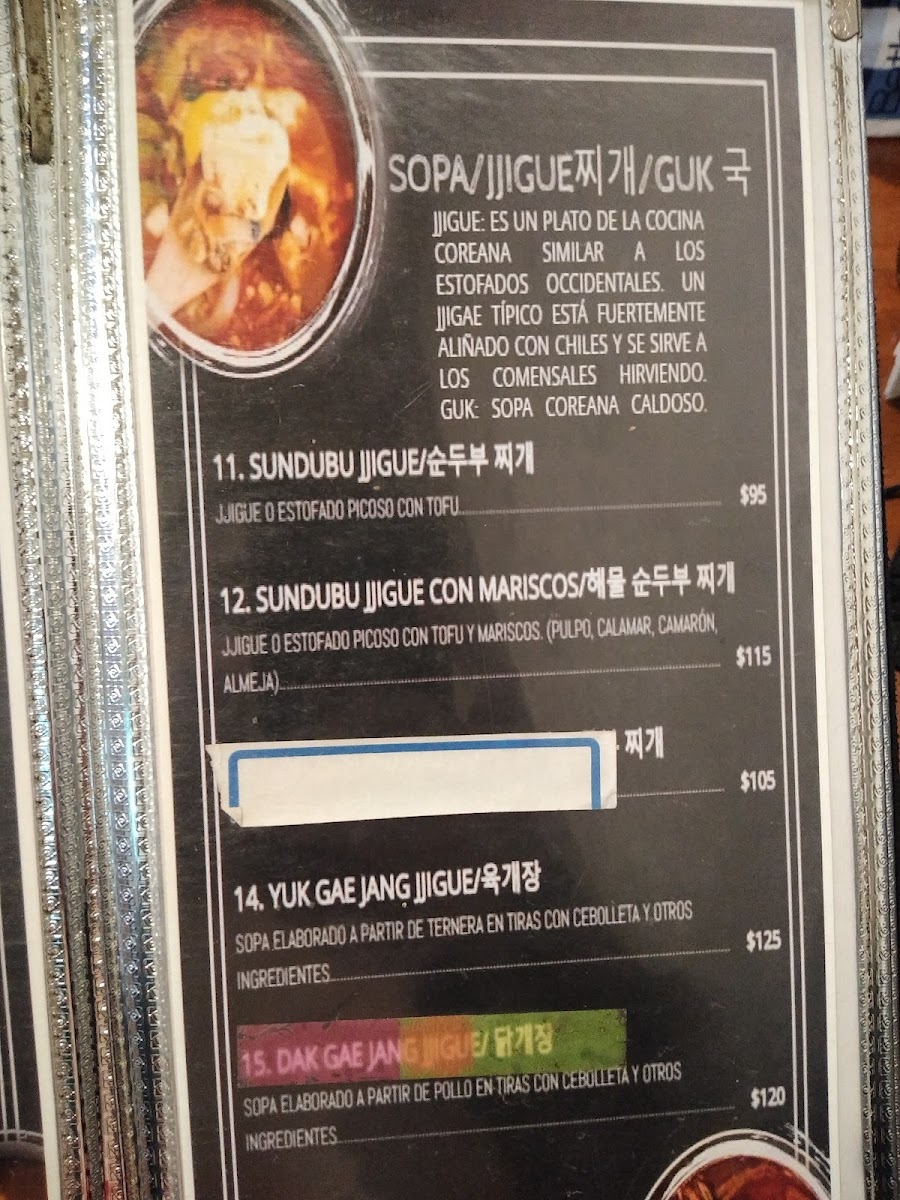 SOPA/JJIGUE찌개/GUK 국
JJIGUE: ES UN PLATO DE LA COCINA
COREANA SIMILAR A LOS
ESTOFADOS OCCIDENTALES. UN
JJIGAE TÍPICO ESTÁ FUERTEMENTE
ALIÑADO CON CHILES Y SE SIRVE A
LOS COMENSALES HIRVIENDO.
GUK: SOPA COREANA CALDOSO.
11. SUNDUBU JJIGUE/순두부 찌개
JJIGUE O ESTOFADO PICOSO CON TOFU $95
12. SUNDUBU JJIGUE CON MARISCOS/해물 순두부 찌개
JJIGUE O ESTOFADO PICOSO CON TOFU Y MARISCOS. (PULPO, CALAMAR, CAMARÓN,
ALMEJA) $115
찌개
$105
14. YUK GAE JANG JJIGUE/육개장
SOPA ELABORADO A PARTIR DE TERNERA EN TIRAS CON CEBOLLETA Y OTROS
INGREDIENTES $125
15. DAK GAE JANG JJIGUE/ 닭개장
SOPA ELABORADO A PARTIR DE POLLO EN TIRAS CON CEBOLLETA Y OTROS
INGREDIENTES $120